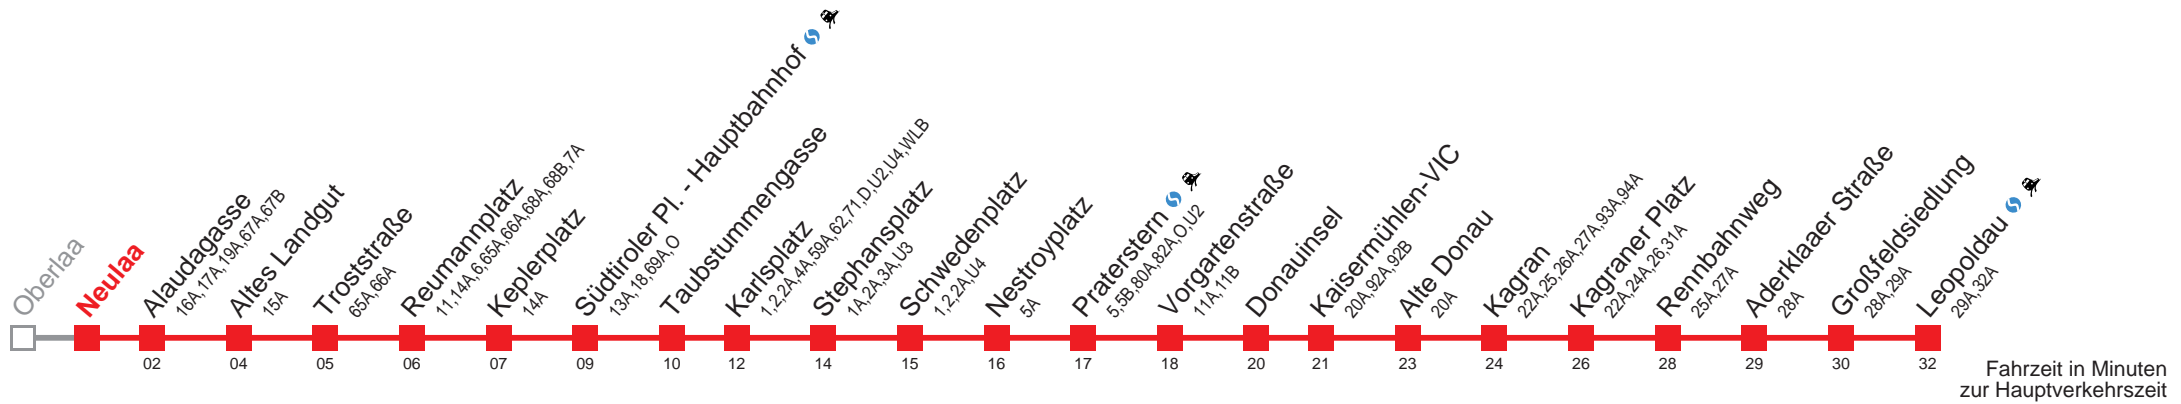 Oberlaa
Neulaa
Alaudagasse
16A,17A,19A,67A,67B
02
Altes Landgut
15A
04
Troststraße
65A,66A
05
Reumannplatz
11,14A,6,65A,66A,68A,68B,7A
06
Keplerplatz
14A
07
Südtiroler Pl. - Hauptbahnhof
13A,18,69A,O
09
Taubstummengasse
10
Karlsplatz
1,2,2A,4A,59A,62,71,D,U2,U4,WLB
12
Stephansplatz
1A,2A,3A,U3
14
Schwedenplatz
1,2,2A,U4
15
Nestroyplatz
5A
16
Praterstern
5,5B,80A,82A,O,U2
17
Vorgartenstraße
11A,11B
18
Donauinsel
20
Kaisermühlen-VIC
20A,92A,92B
21
Alte Donau
20A
23
Kagran
22A,25,26A,27A,93A,94A
24
Kagraner Platz
22A,24A,26,31A
26
Rennbahnweg
25A,27A
28
Aderklaaer Straße
28A
29
Großfeldsiedlung
28A,29A
30
Leopoldau
29A,32A
32
Fahrzeit in Minuten
zur Hauptverkehrszeit